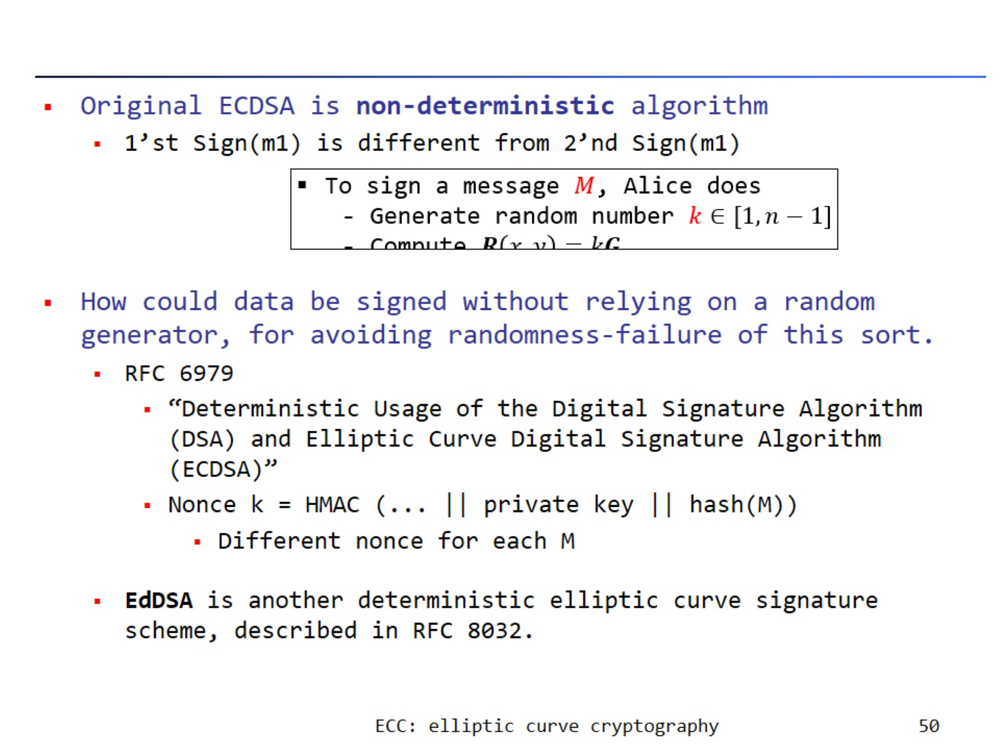 ▪ Original ECDSA is non-deterministic algorithm
▪ 1’st Sign(m1) is different from 2’nd Sign(m1)
▪ To sign a message M, Alice does
- Generate random number k ∈ [1, n − 1]
- Compute R(x, y) = kG
▪ How could data be signed without relying on a random
generator, for avoiding randomness-failure of this sort.
▪ RFC 6979
▪ “Deterministic Usage of the Digital Signature Algorithm
(DSA) and Elliptic Curve Digital Signature Algorithm
(ECDSA)”
▪ Nonce k = HMAC (... || private key || hash(M))
▪ Different nonce for each M
▪ EdDSA is another deterministic elliptic curve signature
scheme, described in RFC 8032.
ECC: elliptic curve cryptography
50